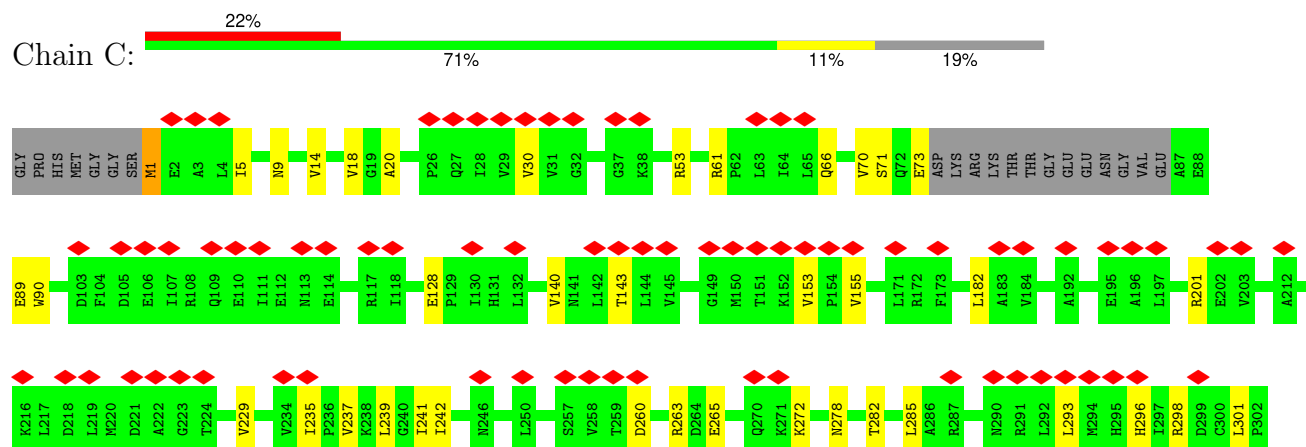 22%
Chain C:
71% 11% 19%
GLY PRO HIS MET GLY GLY SER M1 E2 A3 L4 I5 N9 V14 V18 G19 A20 P26 Q27 I28 V29 V30 V31 G32 G37 K38 R53 R61 P62 L63 I64 L65 Q66 V70 S71 Q72 E73 ASP LYS ARG LYS THR THR GLY GLU GLU ASN GLY VAL GLU A87 E88
E89 W90 D103 F104 D105 E106 I107 R108 Q109 E110 I111 E112 N113 E114 R117 I118 E128 P129 I130 H131 L132 V140 N141 L142 T143 L144 V145 G149 M150 T151 K152 V153 P154 V155 L171 R172 F173 L182 A183 V184 A192 E195 A196 L197 R201 E202 V203 A212
K216 L217 D218 L219 M220 D221 A222 G223 T224 V229 V234 I235 P236 V237 K238 L239 G240 I241 I242 N246 L250 S257 V258 T259 D260 R263 D264 E265 Q270 K271 K272 N278 T282 L285 A286 R287 N290 R291 L292 L293 M294 H295 H296 I297 R298 D299 G300 L301 P302